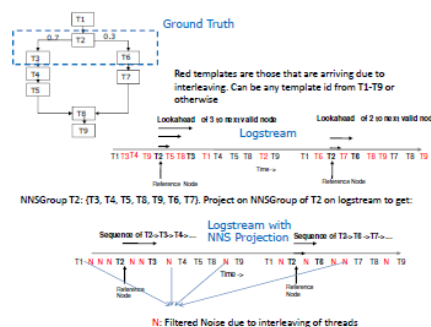 Ground Truth
T1
0.7
T2
0.3
T3
T6
T4
T7
T5
T8
T9
Red templates are those that are arriving due to
interleaving. Can be any template id from T1-T9 or
otherwise
Lookahead of 3 to next valid node
Lookahead of 2 to next valid node
Logstream
T1 T3 T4 T9 T2 T5 T8 T3 T1 T4 T5 T8 T2 T9
T1 T6 T7 T2 T7 T6 T8 T9 T7 T8 T9
Time->
Reference
Node
Reference
Node
NNSGroup T2: {T3, T4, T5, T8, T9, T6, T7}. Project on NNSGroup of T2 on logstream to get:
Logstream with
NNS Projection
Sequence of T2->T3->T4->....
Sequence of T2->T6->T7->....
T1 N N N T2 N N T3 N T4 T5 T8 N T9
T1 N N T2 N T6 N N T7 T8 N T9
Time ->
Reference
Node
Reference
Node
N: Filtered Noise due to interleaving of threads